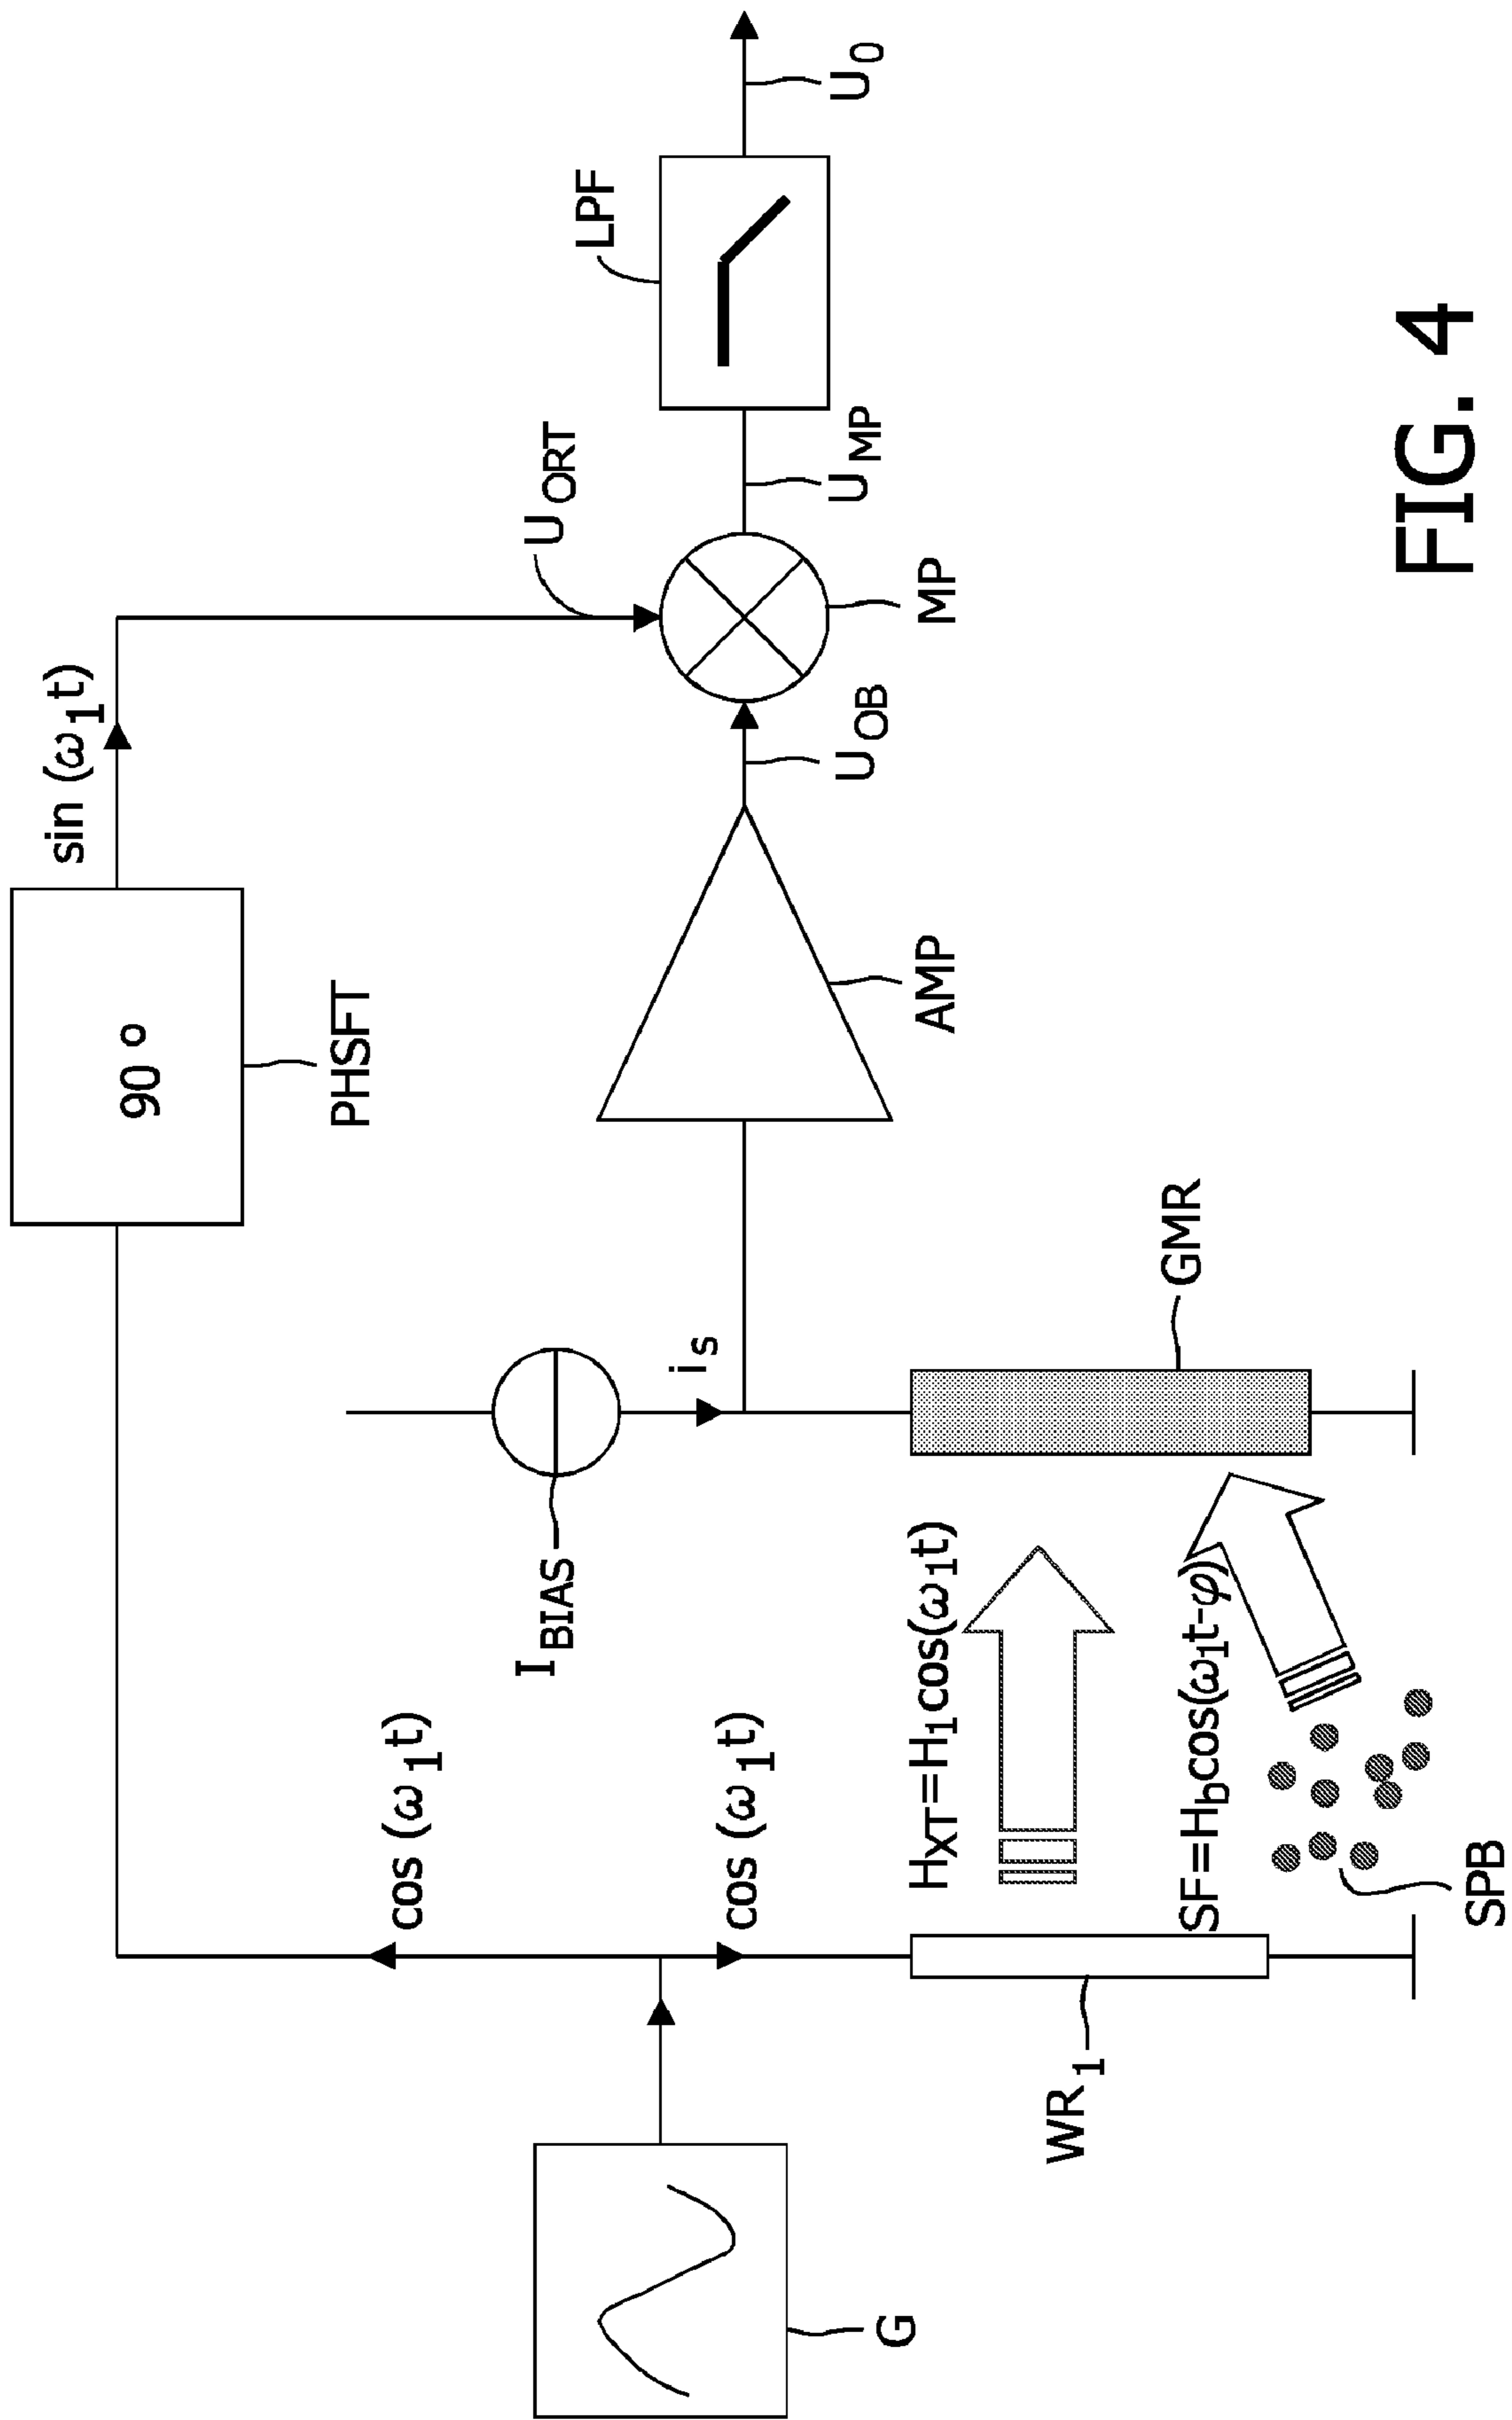 sin (ω1t)
90 o
PHSFT
UORT
LPF
U0
UMP
MP
UOB
AMP
IBIAS
is
GMR
cos (ω1t)
cos (ω1t)
HXT=H1cos(ω1t)
SF=Hbcos(ω1t-φ)
SPB
WR1
G
FIG. 4